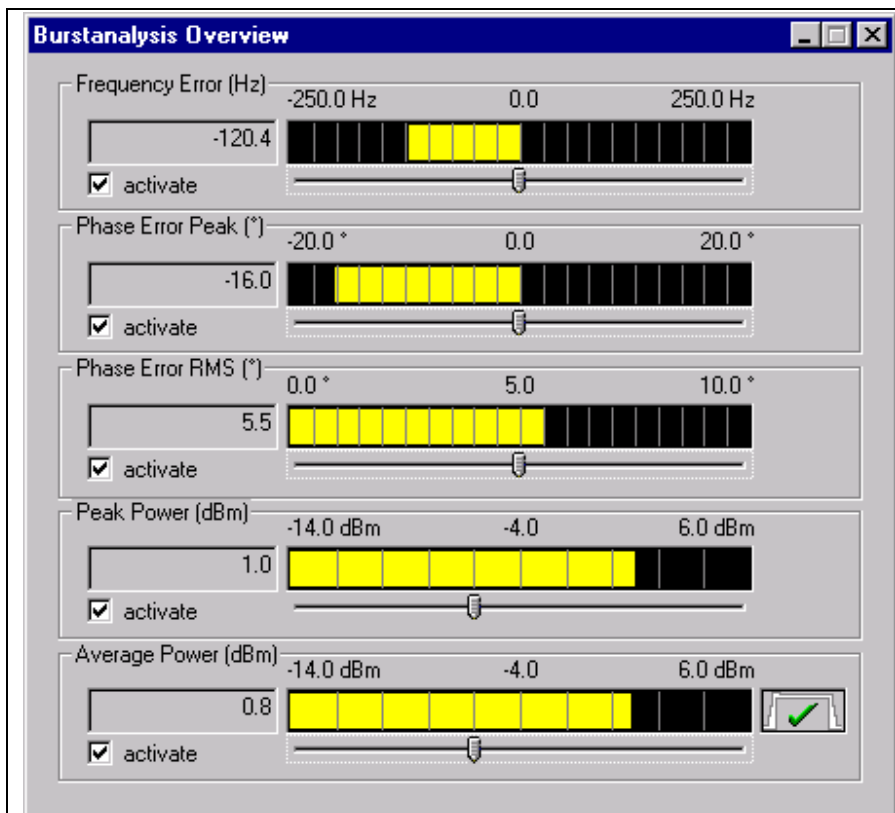 Burstanalysis Overview
Frequency Error (Hz)
-250.0 Hz 0.0 250.0 Hz
-120.4
activate
Phase Error Peak (°)
-20.0 ° 0.0 20.0 °
-16.0
activate
Phase Error RMS (°)
0.0 ° 5.0 10.0 °
5.5
activate
Peak Power (dBm)
-14.0 dBm -4.0 6.0 dBm
1.0
activate
Average Power (dBm)
-14.0 dBm -4.0 6.0 dBm
0.8
activate